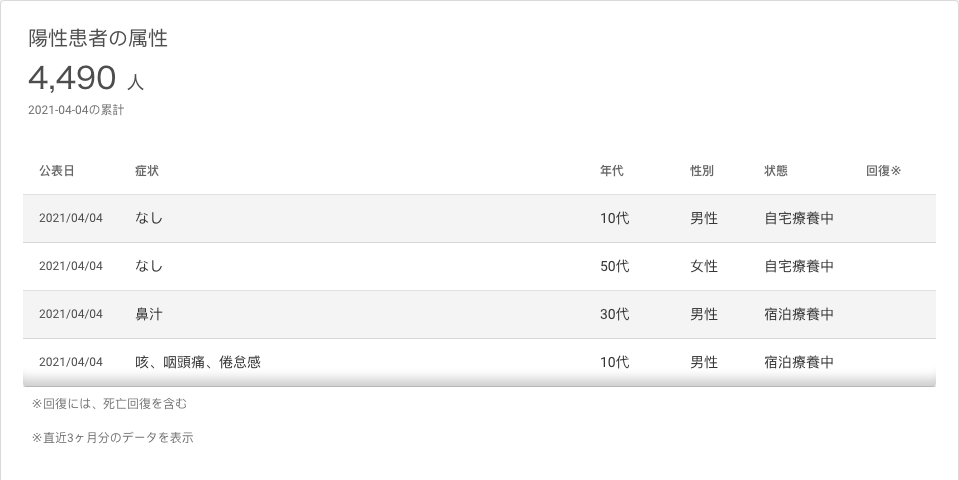 陽性患者の属性
4,490 人
2021-04-04の累計
公表日 症状 年代 性別 状態 回復※
2021/04/04 なし 10代 男性 自宅療養中
2021/04/04 なし 50代 女性 自宅療養中
2021/04/04 鼻汁 30代 男性 宿泊療養中
2021/04/04 咳、咽頭痛、倦怠感 10代 男性 宿泊療養中
※回復には、死亡回復を含む
※直近3ヶ月分のデータを表示